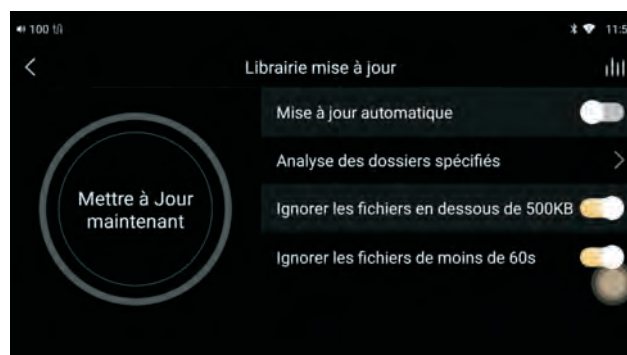 100
11:5
Librairie mise à jour
Mise à jour automatique
Analyse des dossiers spécifiés
Mettre à Jour
maintenant
Ignorer les fichiers en dessous de 500KB
Ignorer les fichiers de moins de 60s